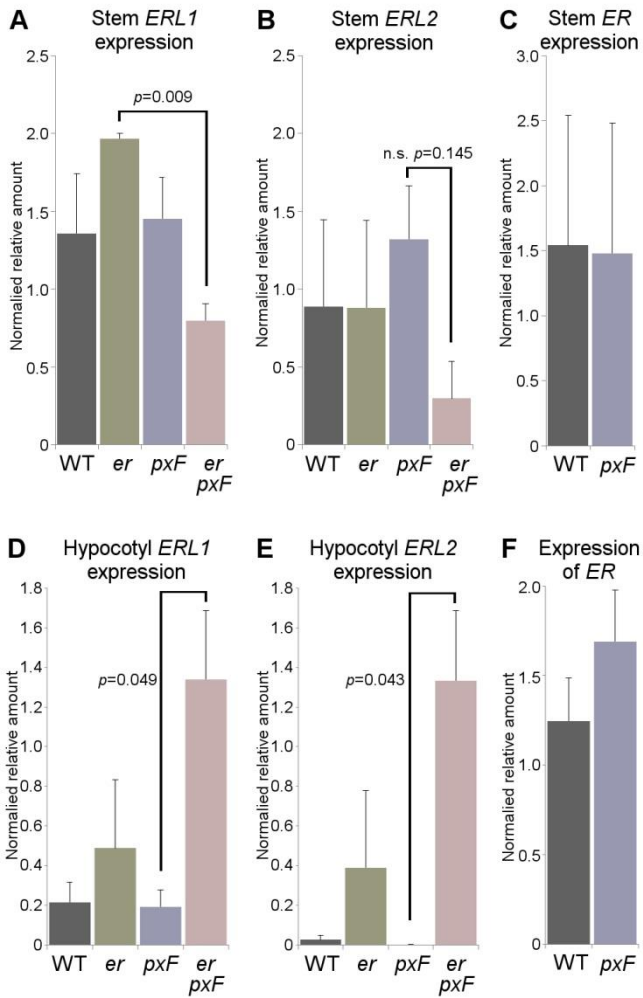 A
Stem ERL1
expression
Normalied relative amount
2.5
2.0
1.5
1.0
0.5
0
p=0.009
WT
er
pxF
er
pxF
B
Stem ERL2
expression
Normalied relative amount
2.5
2.0
1.5
1.0
0.5
0
n.s. p=0.145
WT
er
pxF
er
pxF
C
Stem ER
expression
Normalied relative amount
3.0
2.5
2.0
1.5
1.0
0.5
0
WT
pxF
D
Hypocotyl ERL1
expression
Normalied relative amount
1.8
1.6
1.4
1.2
1.0
0.8
0.6
0.4
0.2
0
p=0.049
WT
er
pxF
er
pxF
E
Hypocotyl ERL2
expression
Normalied relative amount
1.8
1.6
1.4
1.2
1.0
0.8
0.6
0.4
0.2
0
p=0.043
WT
er
pxF
er
pxF
F
Expression
of ER
Normalied relative amount
2.0
1.5
1.0
0.5
0
WT
pxF